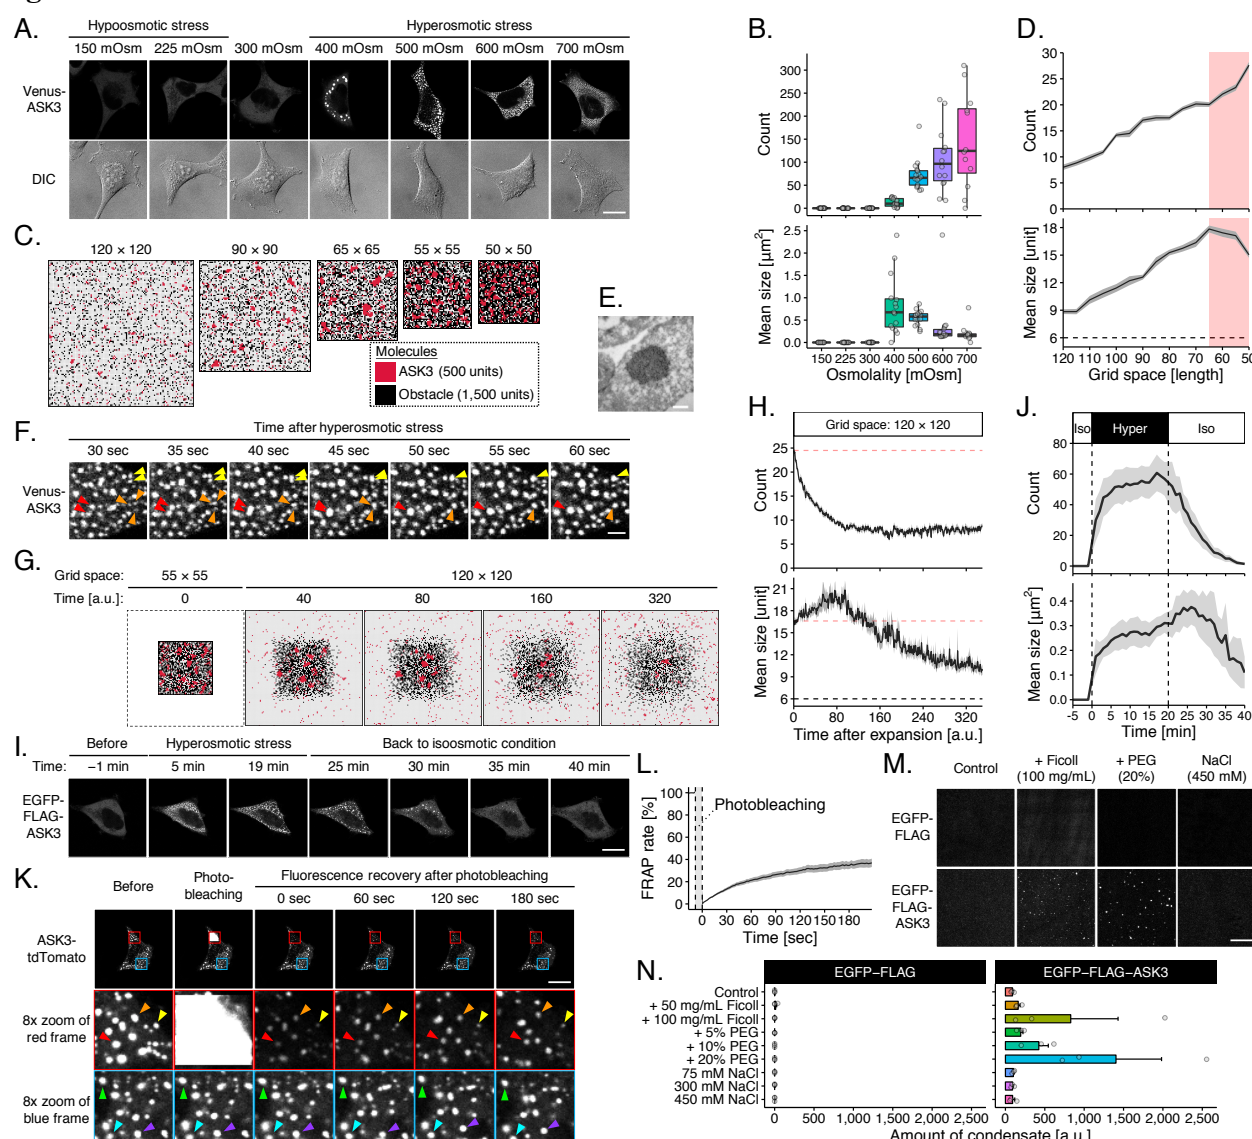 A.
Hypoosmotic stress
Hyperosmotic stress
150 mOsm 225 mOsm 300 mOsm 400 mOsm 500 mOsm 600 mOsm 700 mOsm
Venus-
ASK3
DIC
B.
Count
300
250
200
150
100
50
0
Mean size [µm²]
2.5
2.0
1.5
1.0
0.5
0.0
150 225 300 400 500 600 700
Osmolality [mOsm]
C.
120 × 120 90 × 90 65 × 65 55 × 55 50 × 50
Molecules
ASK3 (500 units)
Obstacle (1,500 units)
D.
Count
30
25
20
15
10
5
0
Mean size [unit]
18
15
12
9
6
120 110 100 90 80 70 60 50
Grid space [length]
E.
F.
Time after hyperosmotic stress
30 sec 35 sec 40 sec 45 sec 50 sec 55 sec 60 sec
Venus-
ASK3
G.
Grid space: 55 × 55 120 × 120
Time [a.u.]: 0 40 80 160 320
H.
Grid space: 120 × 120
Count
25
20
15
10
5
0
Mean size [unit]
21
18
15
12
9
6
0 80 160 240 320
Time after expansion [a.u.]
I.
Before Hyperosmotic stress Back to isoosmotic condition
Time: −1 min 5 min 19 min 25 min 30 min 35 min 40 min
EGFP-
FLAG-
ASK3
J.
Iso Hyper Iso
Count
80
60
40
20
0
Mean size [µm²]
0.4
0.3
0.2
0.1
0.0
-5 0 5 10 15 20 25 30 35 40
Time [min]
K.
Before
Photo-
bleaching
Fluorescence recovery after photobleaching
0 sec 60 sec 120 sec 180 sec
ASK3-
tdTomato
8x zoom of
red frame
8x zoom of
blue frame
L.
FRAP rate [%]
100
80
60
40
20
0
Photobleaching
0 30 60 90 120 150 180
Time [sec]
M.
Control
+ Ficoll
(100 mg/mL)
+ PEG
(20%)
NaCl
(450 mM)
EGFP-
FLAG
EGFP-
FLAG-
ASK3
N.
EGFP–FLAG EGFP–FLAG–ASK3
Control
+ 50 mg/mL Ficoll
+ 100 mg/mL Ficoll
+ 5% PEG
+ 10% PEG
+ 20% PEG
75 mM NaCl
300 mM NaCl
450 mM NaCl
0 500 1,000 1,500 2,000 2,500 0 500 1,000 1,500 2,000 2,500
Amount of condensate [a.u.]